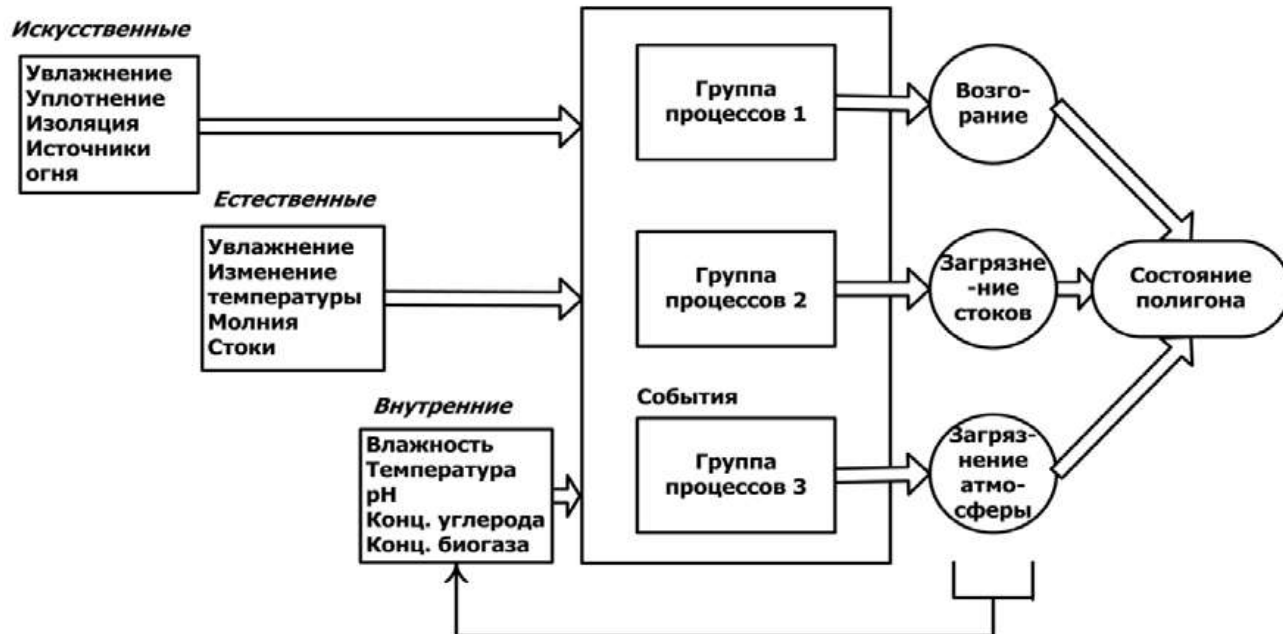 Искусственные
Увлажнение
Уплотнение
Изоляция
Источники
огня
Естественные
Увлажнение
Изменение
температуры
Молния
Стоки
Внутренние
Влажность
Температура
pH
Конц. углерода
Конц. биогаза
Группа
процессов 1
Группа
процессов 2
События
Группа
процессов 3
Возго-
рание
Загрязне
-ние
стоков
Загряз-
нение
атмо-
сферы
Состояние
полигона